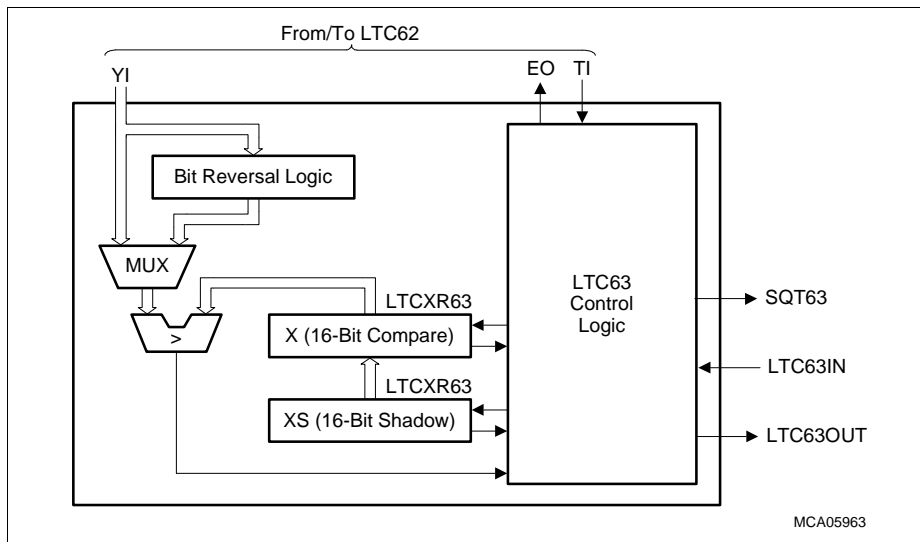 From/To LTC62
YI
EO
TI
Bit Reversal Logic
MUX
LTCXR63
X (16-Bit Compare)
>
LTCXR63
XS (16-Bit Shadow)
LTC63
Control
Logic
SQT63
LTC63IN
LTC63OUT
MCA05963